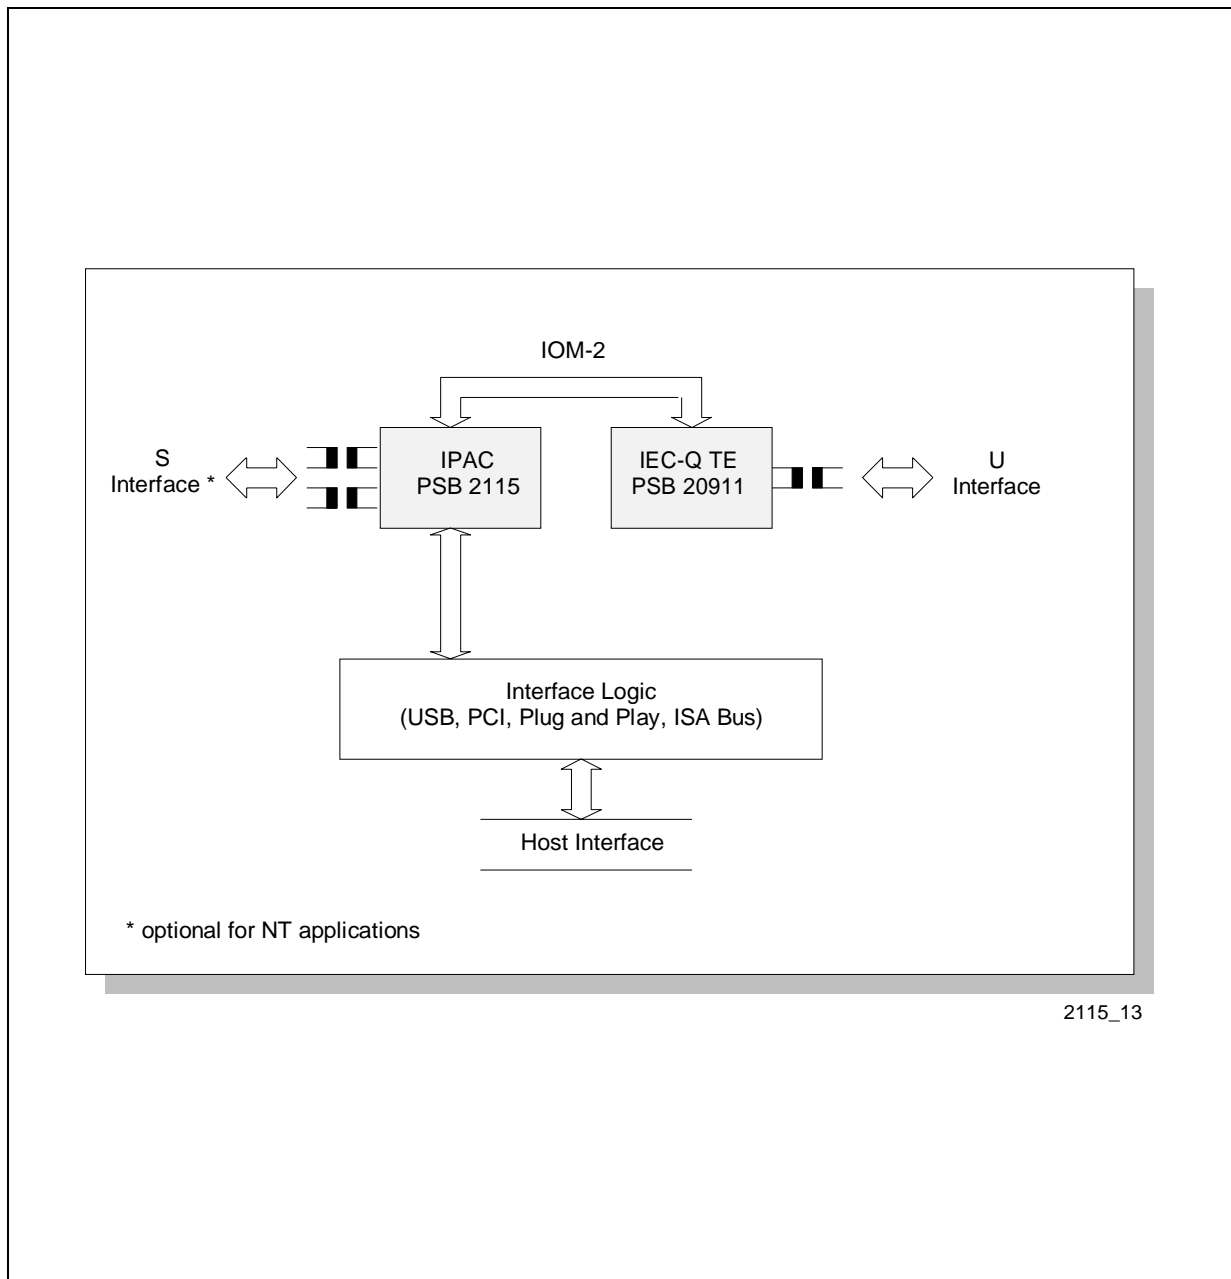 IOM-2
S
Interface *
IPAC
PSB 2115
IEC-Q TE
PSB 20911
U
Interface
Interface Logic
(USB, PCI, Plug and Play, ISA Bus)
Host Interface
* optional for NT applications
2115_13